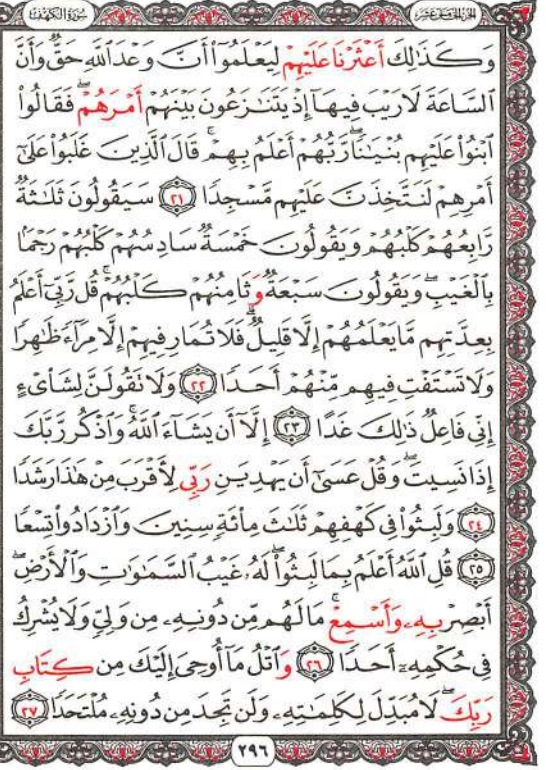 الجزء الخامس عشر
سورة الكهف
وَكَذَٰلِكَ أَعْثَرْنَا عَلَيْهِمْ لِيَعْلَمُوٓا۟ أَنَّ وَعْدَ ٱللَّهِ حَقٌّ وَأَنَّ
ٱلسَّاعَةَ لَا رَيْبَ فِيهَآ إِذْ يَتَنَٰزَعُونَ بَيْنَهُمْ أَمْرَهُمْ ۖ فَقَالُوا۟
ٱبْنُوا۟ عَلَيْهِم بُنْيَٰنًا ۖ رَّبُّهُمْ أَعْلَمُ بِهِمْ ۚ قَالَ ٱلَّذِينَ غَلَبُوا۟ عَلَىٰٓ
أَمْرِهِمْ لَنَتَّخِذَنَّ عَلَيْهِم مَّسْجِدًا ﴿٢١﴾ سَيَقُولُونَ ثَلَٰثَةٌ
رَّابِعُهُمْ كَلْبُهُمْ وَيَقُولُونَ خَمْسَةٌ سَادِسُهُمْ كَلْبُهُمْ رَجْمًۢا
بِٱلْغَيْبِ ۖ وَيَقُولُونَ سَبْعَةٌ وَثَامِنُهُمْ كَلْبُهُمْ ۚ قُل رَّبِّىٓ أَعْلَمُ
بِعِدَّتِهِم مَّا يَعْلَمُهُمْ إِلَّا قَلِيلٌ ۗ فَلَا تُمَارِ فِيهِمْ إِلَّا مِرَآءً ظَٰهِرًا
وَلَا تَسْتَفْتِ فِيهِم مِّنْهُمْ أَحَدًا ﴿٢٢﴾ وَلَا تَقُولَنَّ لِشَا۟ىْءٍ
إِنِّى فَاعِلٌ ذَٰلِكَ غَدًا ﴿٢٣﴾ إِلَّآ أَن يَشَآءَ ٱللَّهُ ۚ وَٱذْكُر رَّبَّكَ
إِذَا نَسِيتَ وَقُلْ عَسَىٰٓ أَن يَهْدِيَنِ رَبِّى لِأَقْرَبَ مِنْ هَٰذَا رَشَدًا
﴿٢٤﴾ وَلَبِثُوا۟ فِى كَهْفِهِمْ ثَلَٰثَ مِا۟ئَةٍ سِنِينَ وَٱزْدَادُوا۟ تِسْعًا
﴿٢٥﴾ قُلِ ٱللَّهُ أَعْلَمُ بِمَا لَبِثُوا۟ ۖ لَهُۥ غَيْبُ ٱلسَّمَٰوَٰتِ وَٱلْأَرْضِ ۖ
أَبْصِرْ بِهِۦ وَأَسْمِعْ ۚ مَا لَهُم مِّن دُونِهِۦ مِن وَلِىٍّ وَلَا يُشْرِكُ
فِى حُكْمِهِۦٓ أَحَدًا ﴿٢٦﴾ وَٱتْلُ مَآ أُوحِىَ إِلَيْكَ مِن كِتَابِ
رَبِّكَ ۖ لَا مُبَدِّلَ لِكَلِمَٰتِهِۦ وَلَن تَجِدَ مِن دُونِهِۦ مُلْتَحَدًا ﴿٢٧﴾
٢٩٦